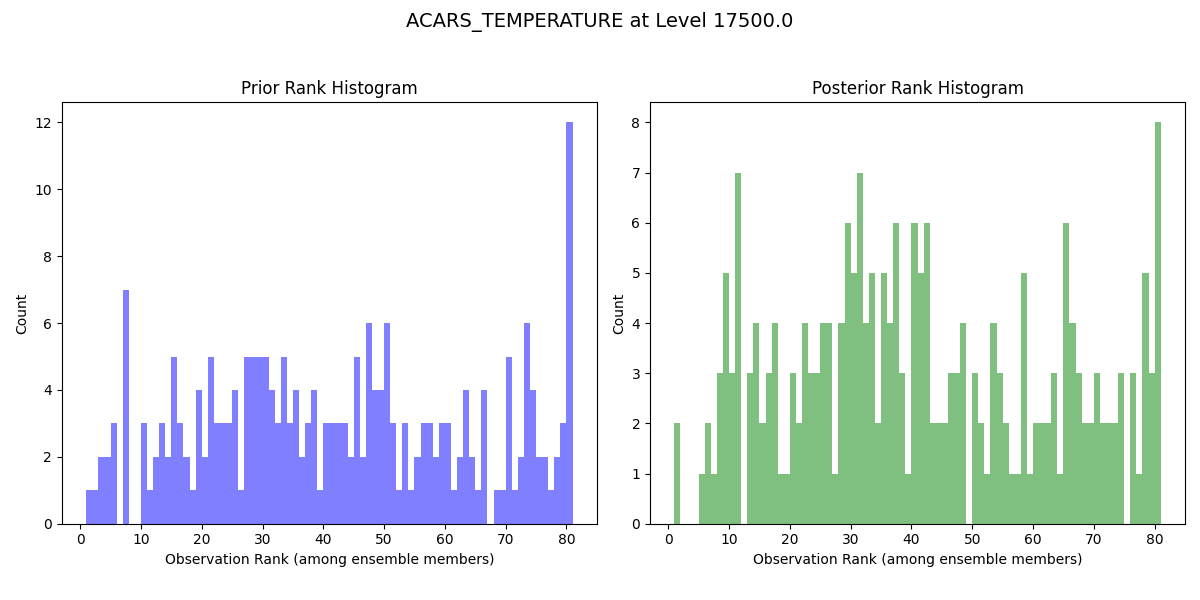 ACARS_TEMPERATURE at Level 17500.0
Prior Rank Histogram
Count
12
10
8
6
4
2
0
0 10 20 30 40 50 60 70 80
Observation Rank (among ensemble members)
Posterior Rank Histogram
Count
8
7
6
5
4
3
2
1
0
0 10 20 30 40 50 60 70 80
Observation Rank (among ensemble members)